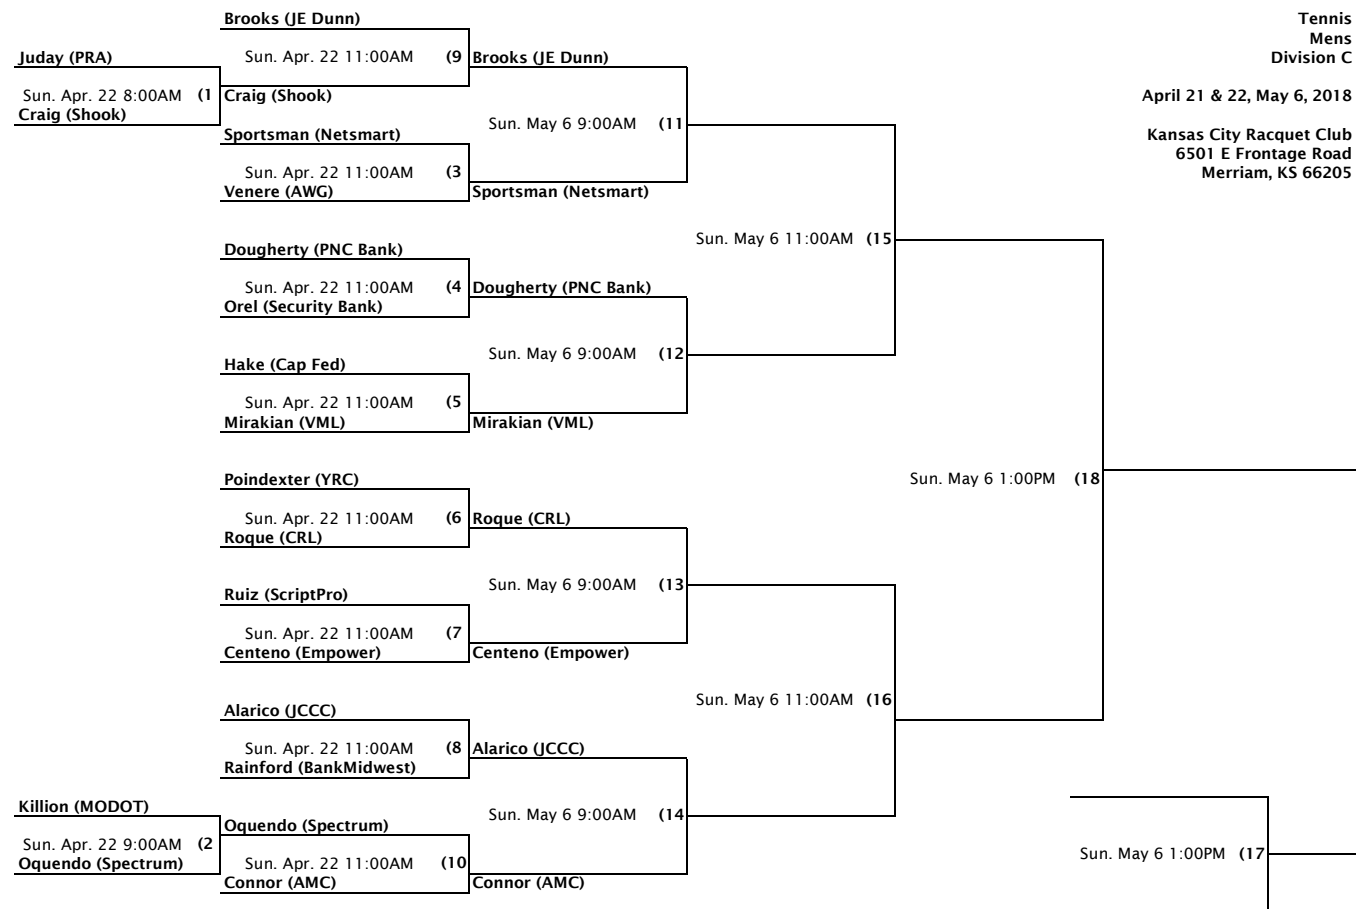 Brooks (JE Dunn)
Tennis
Mens
Juday (PRA)
Sun. Apr. 22 11:00AM (9
Brooks (JE Dunn)
Division C
Sun. Apr. 22 8:00AM (1
Craig (Shook)
April 21 & 22, May 6, 2018
Craig (Shook)
Sun. May 6 9:00AM (11
Sportsman (Netsmart)
Kansas City Racquet Club
6501 E Frontage Road
Sun. Apr. 22 11:00AM (3
Merriam, KS 66205
Venere (AWG)
Sportsman (Netsmart)
Sun. May 6 11:00AM (15
Dougherty (PNC Bank)
Sun. Apr. 22 11:00AM (4
Dougherty (PNC Bank)
Orel (Security Bank)
Sun. May 6 9:00AM (12
Hake (Cap Fed)
Sun. Apr. 22 11:00AM (5
Mirakian (VML)
Mirakian (VML)
Poindexter (YRC)
Sun. May 6 1:00PM (18
Sun. Apr. 22 11:00AM (6
Roque (CRL)
Roque (CRL)
Sun. May 6 9:00AM (13
Ruiz (ScriptPro)
Sun. Apr. 22 11:00AM (7
Centeno (Empower)
Centeno (Empower)
Sun. May 6 11:00AM (16
Alarico (JCCC)
Sun. Apr. 22 11:00AM (8
Alarico (JCCC)
Rainford (BankMidwest)
Killion (MODOT)
Sun. May 6 9:00AM (14
Oquendo (Spectrum)
Sun. Apr. 22 9:00AM (2
Sun. May 6 1:00PM (17
Oquendo (Spectrum)
Sun. Apr. 22 11:00AM (10
Connor (AMC)
Connor (AMC)